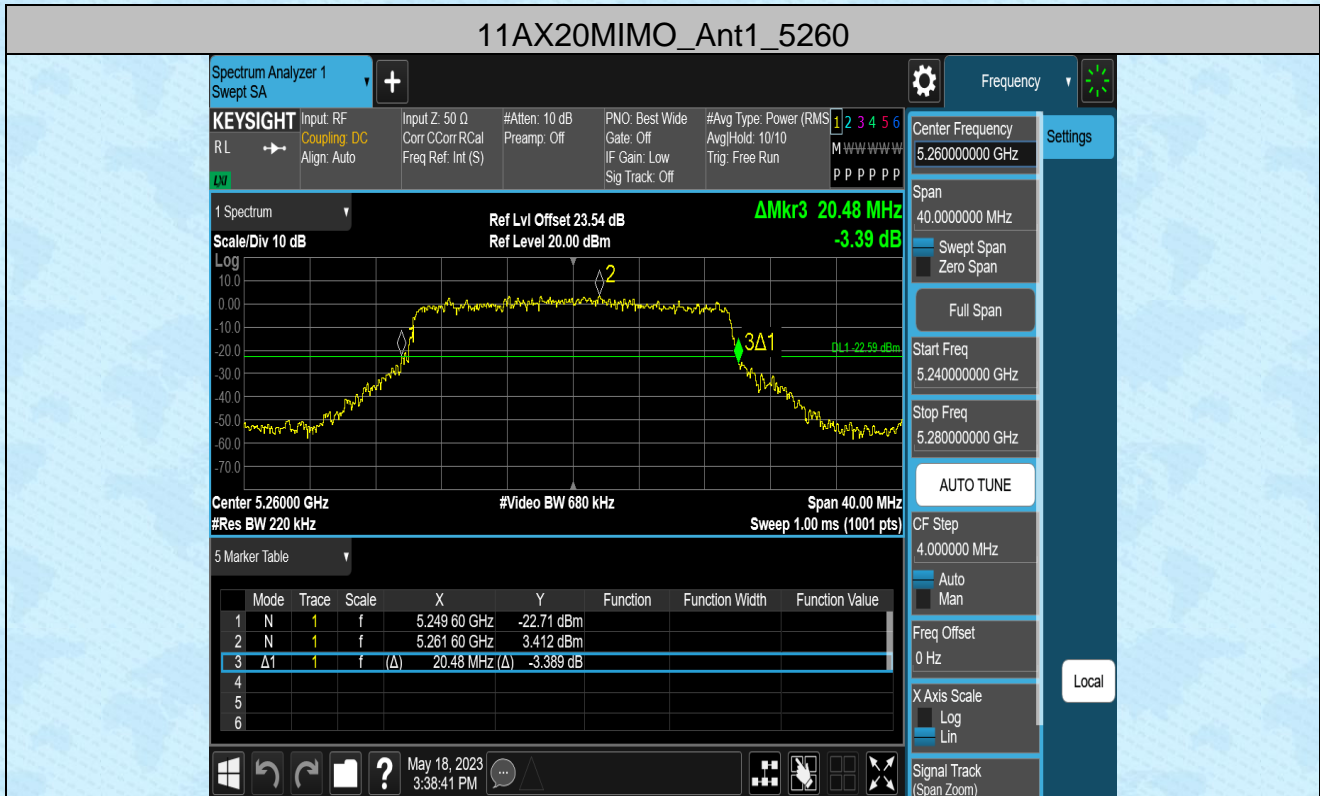 11AX20MIMO_Ant1_5260
Spectrum Analyzer 1
Swept SA
Frequency
KEYSIGHT
RL
LXI
Input: RF
Coupling: DC
Align: Auto
Input Z: 50 Ω
Corr CCorr RCal
Freq Ref: Int (S)
#Atten: 10 dB
Preamp: Off
PNO: Best Wide
Gate: Off
IF Gain: Low
Sig Track: Off
#Avg Type: Power (RMS
Avg|Hold: 10/10
Trig: Free Run
1 2 3 4 5 6
M W W W W W
P P P P P P
1 Spectrum
Scale/Div 10 dB
Ref Lvl Offset 23.54 dB
Ref Level 20.00 dBm
ΔMkr3 20.48 MHz
-3.39 dB
Log
10.0
0.00
-10.0
-20.0
-30.0
-40.0
-50.0
-60.0
-70.0
1
2
3Δ1
DL1 -22.59 dBm
Center 5.26000 GHz
#Video BW 680 kHz
Span 40.00 MHz
#Res BW 220 kHz
Sweep 1.00 ms (1001 pts)
5 Marker Table
Mode Trace Scale X Y Function Function Width Function Value
1 N 1 f 5.249 60 GHz -22.71 dBm
2 N 1 f 5.261 60 GHz 3.412 dBm
3 Δ1 1 f (Δ) 20.48 MHz (Δ) -3.389 dB
4
5
6
?
May 18, 2023
3:38:41 PM
Center Frequency
5.260000000 GHz
Settings
Span
40.0000000 MHz
Swept Span
Zero Span
Full Span
Start Freq
5.240000000 GHz
Stop Freq
5.280000000 GHz
AUTO TUNE
CF Step
4.000000 MHz
Auto
Man
Freq Offset
0 Hz
Local
X Axis Scale
Log
Lin
Signal Track
(Span Zoom)